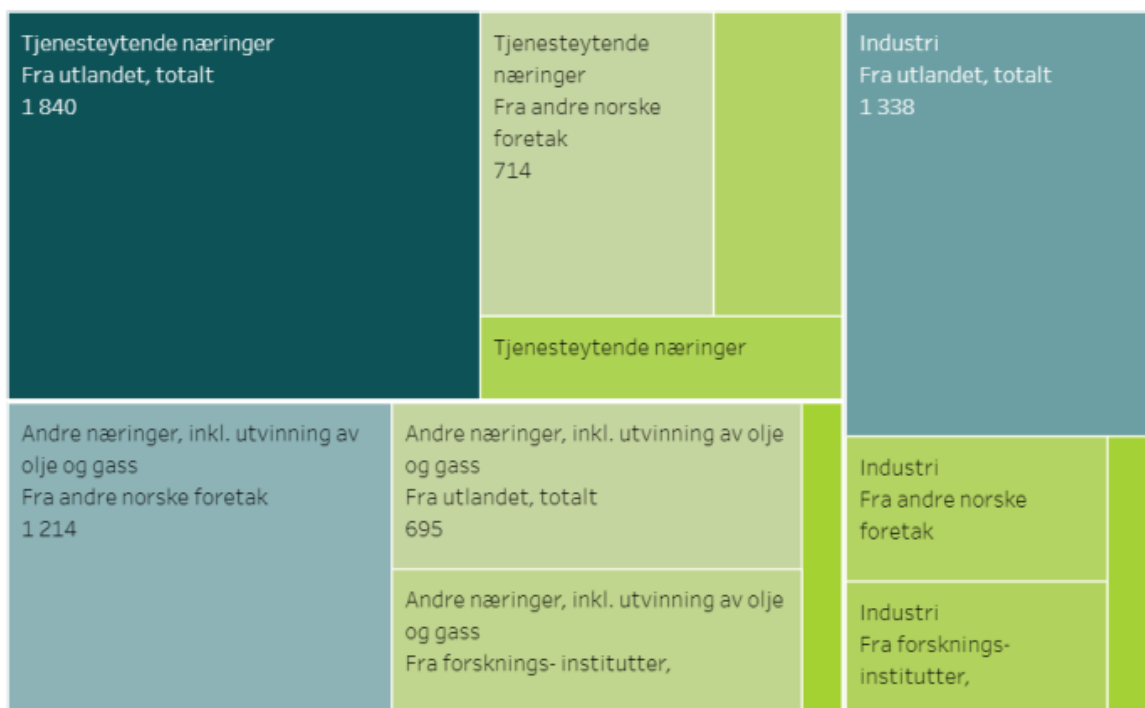 Tjenesteytende næringer
Fra utlandet, totalt
1 840
Tjenesteytende
næringer
Fra andre norske
foretak
714
Tjenesteytende næringer
Industri
Fra utlandet, totalt
1 338
Andre næringer, inkl. utvinning av
olje og gass
Fra andre norske foretak
1 214
Andre næringer, inkl. utvinning av olje
og gass
Fra utlandet, totalt
695
Andre næringer, inkl. utvinning av olje
og gass
Fra forsknings- institutter,
Industri
Fra andre norske
foretak
Industri
Fra forsknings-
institutter,